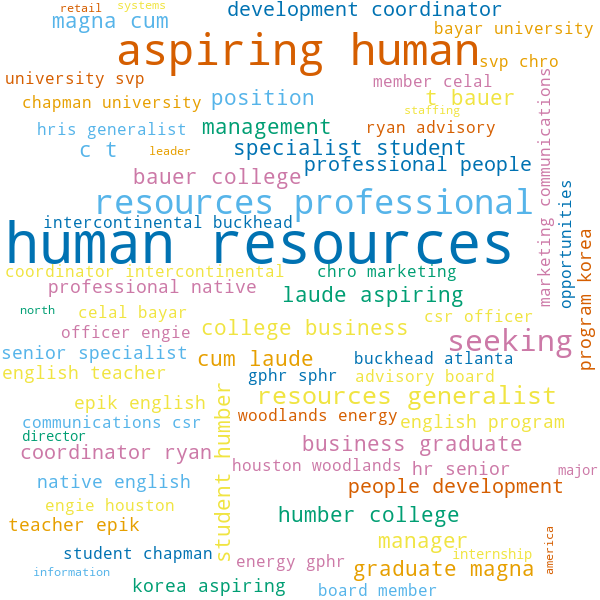 retail
systems
development coordinator
magna cum
bayar university
aspiring human
svp chro
university svp
member celal
chapman university
position
t bauer
marketing communications
staffing
hris generalist
management
ryan advisory
c t
leader
specialist student
professional people
bauer college
opportunities
resources professional
intercontinental buckhead
human resources
program korea
coordinator intercontinental
chro marketing
professional native
laude aspiring
north
celal bayar
csr officer
officer engie
college business
seeking
senior specialist
cum laude
buckhead atlanta
english teacher
gphr sphr
advisory board
student humber
resources generalist
epik english
woodlands energy
communications csr
english program
director
business graduate
coordinator ryan
houston woodlands
hr senior
major
native english
people development
engie houston
humber college
teacher epik
manager
america
student chapman
internship
energy gphr
graduate magna
information
korea aspiring
board member